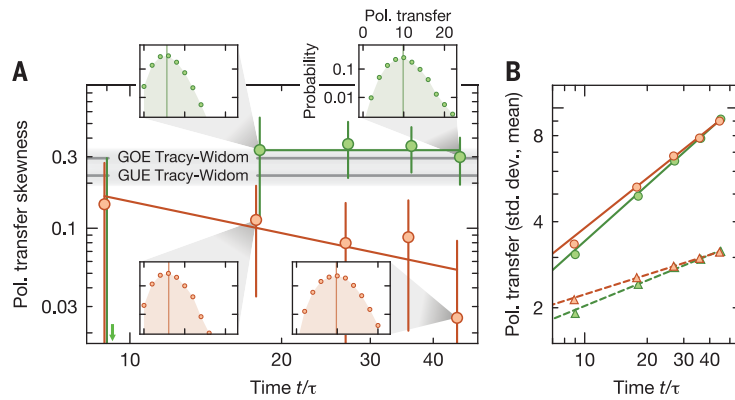 A
Pol. transfer
0 10 20
Probability
0.1
0.01
Pol. transfer skewness
0.3
0.1
0.03
GOE Tracy-Widom
GUE Tracy-Widom
10 20 30 40
Time t/τ
B
Pol. transfer (std. dev., mean)
8
4
2
10 20 30 40
Time t/τ